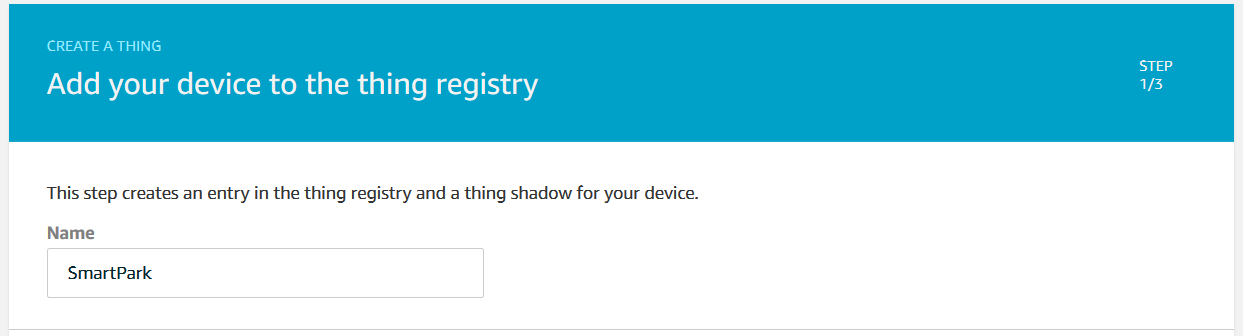 CREATE A THING
Add your device to the thing registry
STEP
1/3
This step creates an entry in the thing registry and a thing shadow for your device.
Name
SmartPark